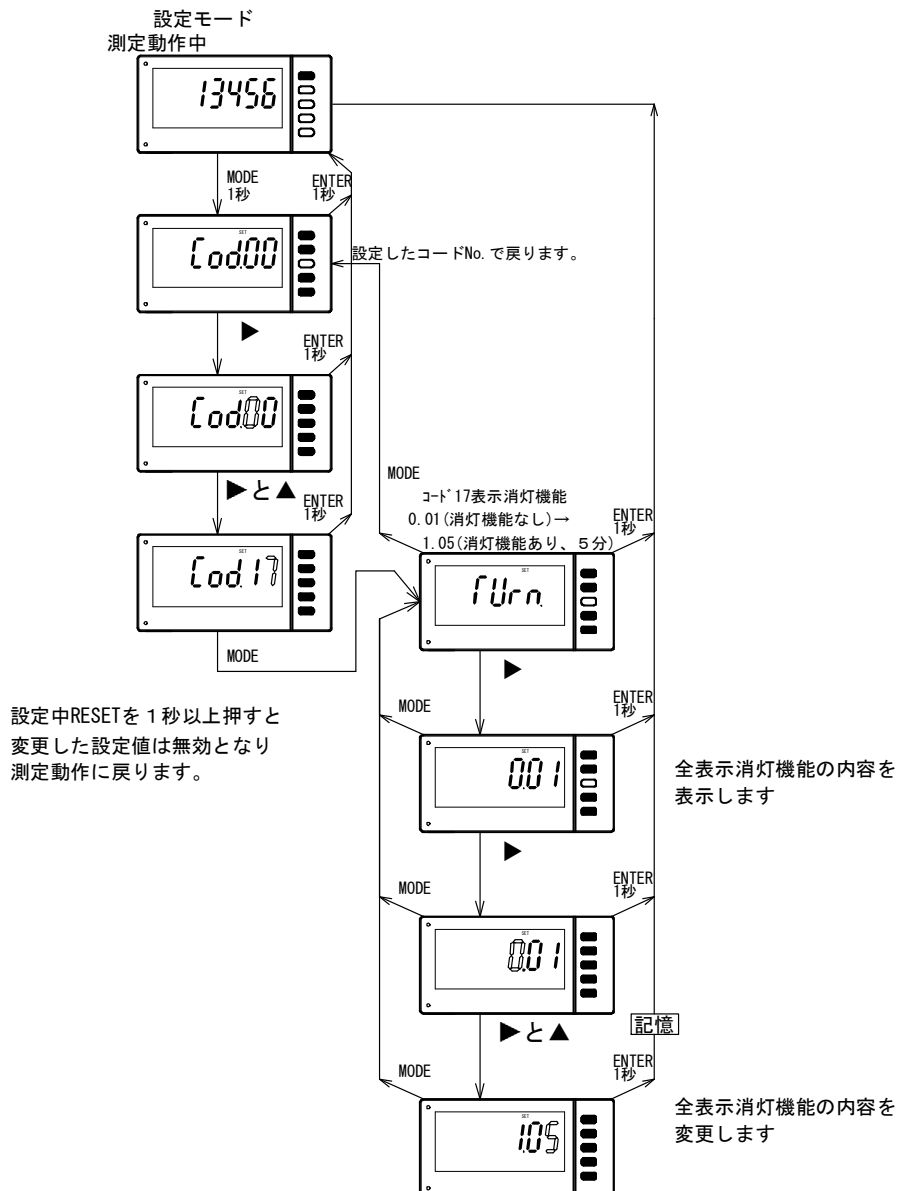 設定モード
測定動作中
13456
MODE
1秒
ENTER
1秒
SET
Cod.00
設定したコードNo.で戻ります。
▶
ENTER
1秒
SET
Cod.00
▶と▲
ENTER
1秒
SET
Cod.17
MODE
MODE
コード17表示消灯機能
0.01(消灯機能なし)→
1.05(消灯機能あり、５分)
ENTER
1秒
SET
TUrn.
▶
設定中RESETを１秒以上押すと
変更した設定値は無効となり
測定動作に戻ります。
MODE
ENTER
1秒
SET
0.01
全表示消灯機能の内容を
表示します
▶
MODE
ENTER
1秒
SET
0.01
▶と▲
記憶
MODE
ENTER
1秒
SET
1.05
全表示消灯機能の内容を
変更します